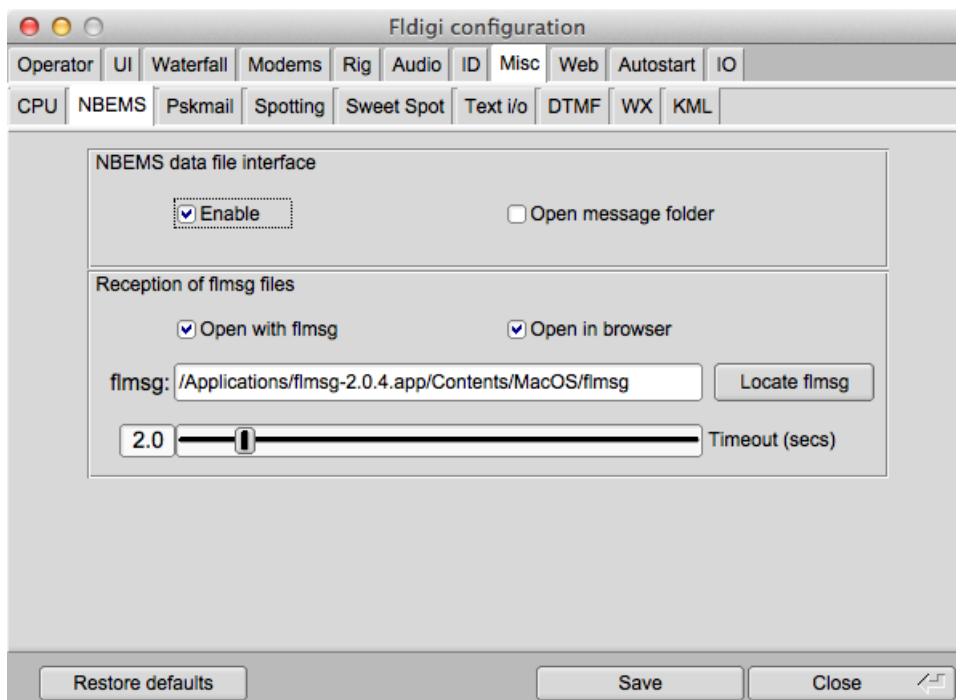 Fldigi configuration
Operator UI Waterfall Modems Rig Audio ID Misc Web Autostart IO
CPU NBEMS Pskmail Spotting Sweet Spot Text i/o DTMF WX KML
NBEMS data file interface
Enable Open message folder
Reception of flmsg files
Open with flmsg Open in browser
flmsg: /Applications/flmsg-2.0.4.app/Contents/MacOS/flmsg Locate flmsg
2.0 Timeout (secs)
Restore defaults Save Close